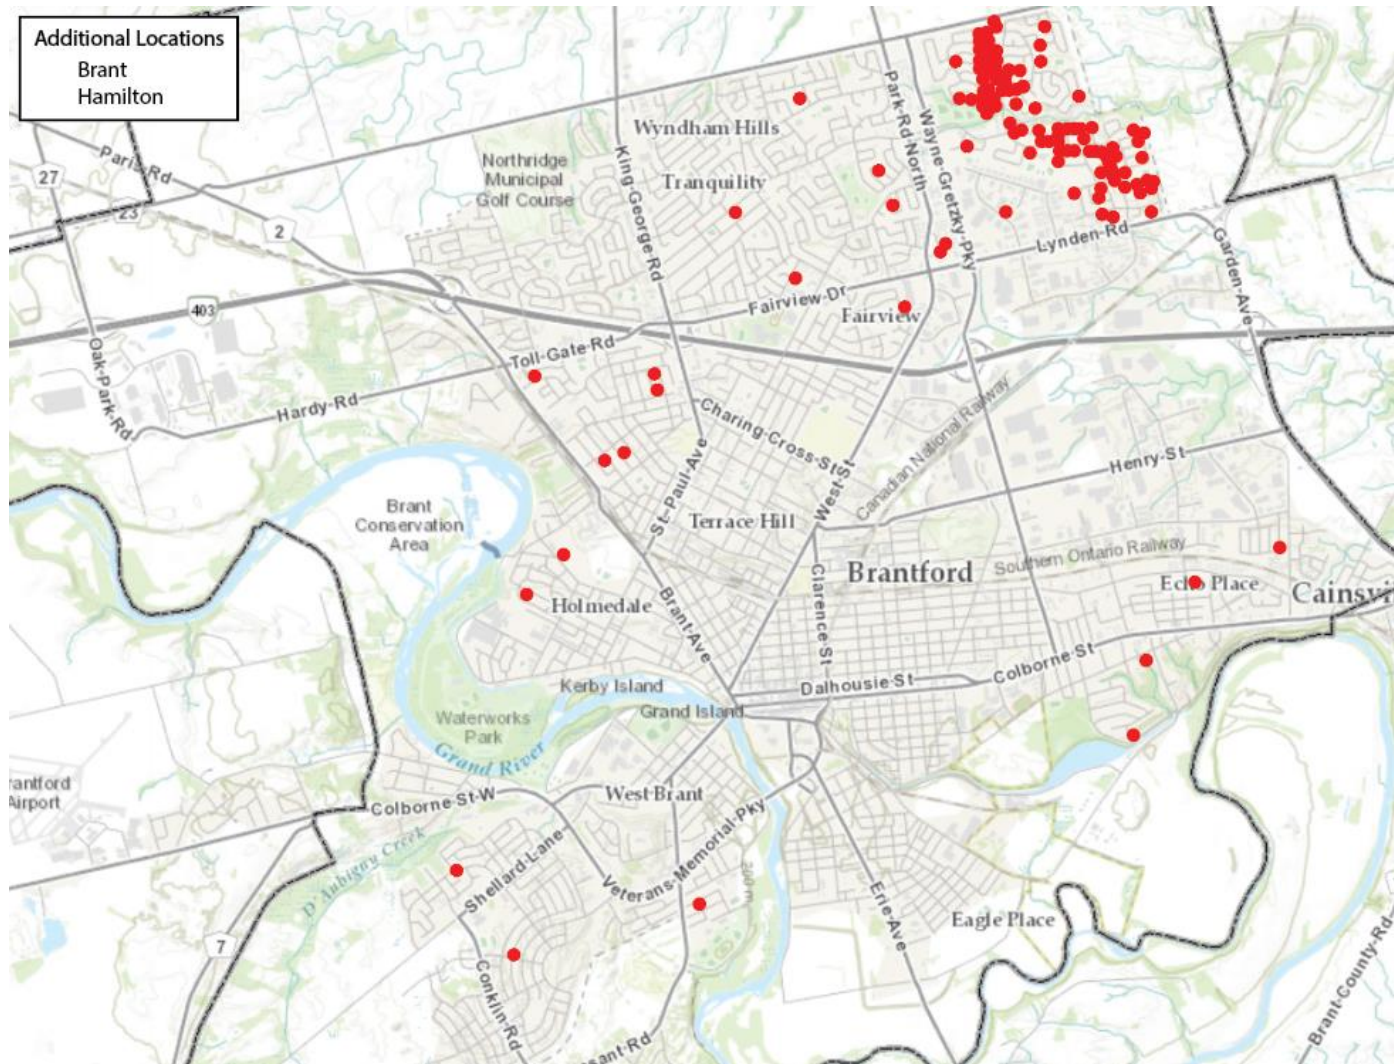 Additional Locations
Brant
Hamilton
Paris Rd
27
23
2
403
Northridge
Municipal
Golf Course
Wyndham Hills
Tranquility
King-George-Rd
Park-Rd-North
Wayne-Gretzky-Pky
Lynden-Rd
Garden-Ave
Fairview-Dr
Fairview
Toll-Gate-Rd
Oak-Park-Rd
Hardy-Rd
Charing-Cross-St
Canadian National Railway
Henry-St
St-Paul-Ave
West-St
Brant
Conservation
Area
Terrace Hill
Brantford
Southern Ontario Railway
Echo Place
Cainsvi
Clarence-St
Holmedale
Brant-Ave
Kerby Island
Grand Island
Dalhousie-St
Colborne-St
Waterworks
Park
Grand River
rantford
Airport
Colborne-St-W
West Brant
D'Aubigny Creek
Shellard-Lane
Veterans-Memorial-Pky
200 m
Erie-Ave
Eagle Place
7
Conklin-Rd
sant-Rd
Brant-County-Rd